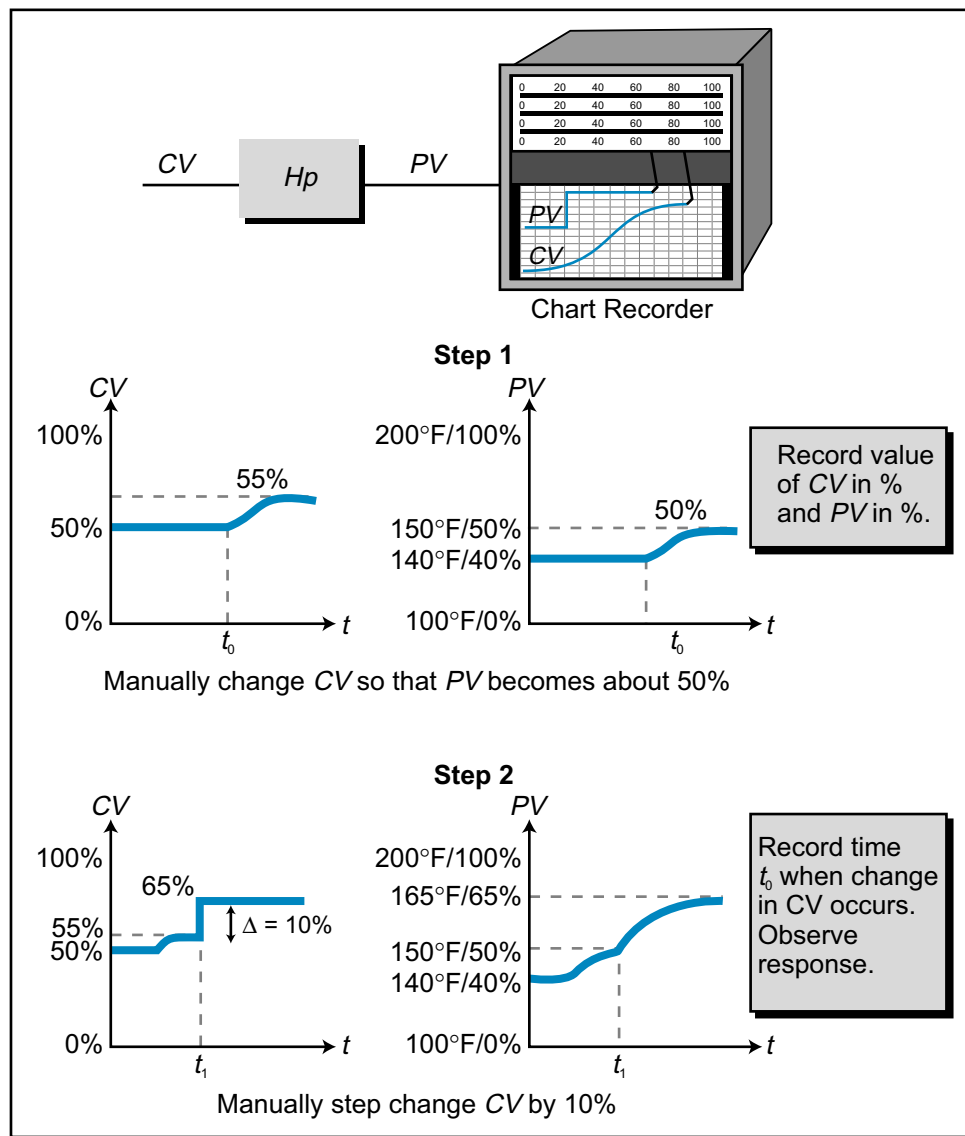 0 20 40 60 80 100
0 20 40 60 80 100
0 20 40 60 80 100
0 20 40 60 80 100
CV
Hp
PV
PV
CV
Chart Recorder
Step 1
CV
100%
55%
50%
0%
t₀
t
PV
200°F/100%
50%
150°F/50%
140°F/40%
100°F/0%
t₀
t
Record value
of CV in %
and PV in %.
Manually change CV so that PV becomes about 50%
Step 2
CV
100%
65%
55%
50%
Δ = 10%
0%
t₁
t
PV
200°F/100%
165°F/65%
150°F/50%
140°F/40%
100°F/0%
t₁
t
Record time
t₀ when change
in CV occurs.
Observe
response.
Manually step change CV by 10%